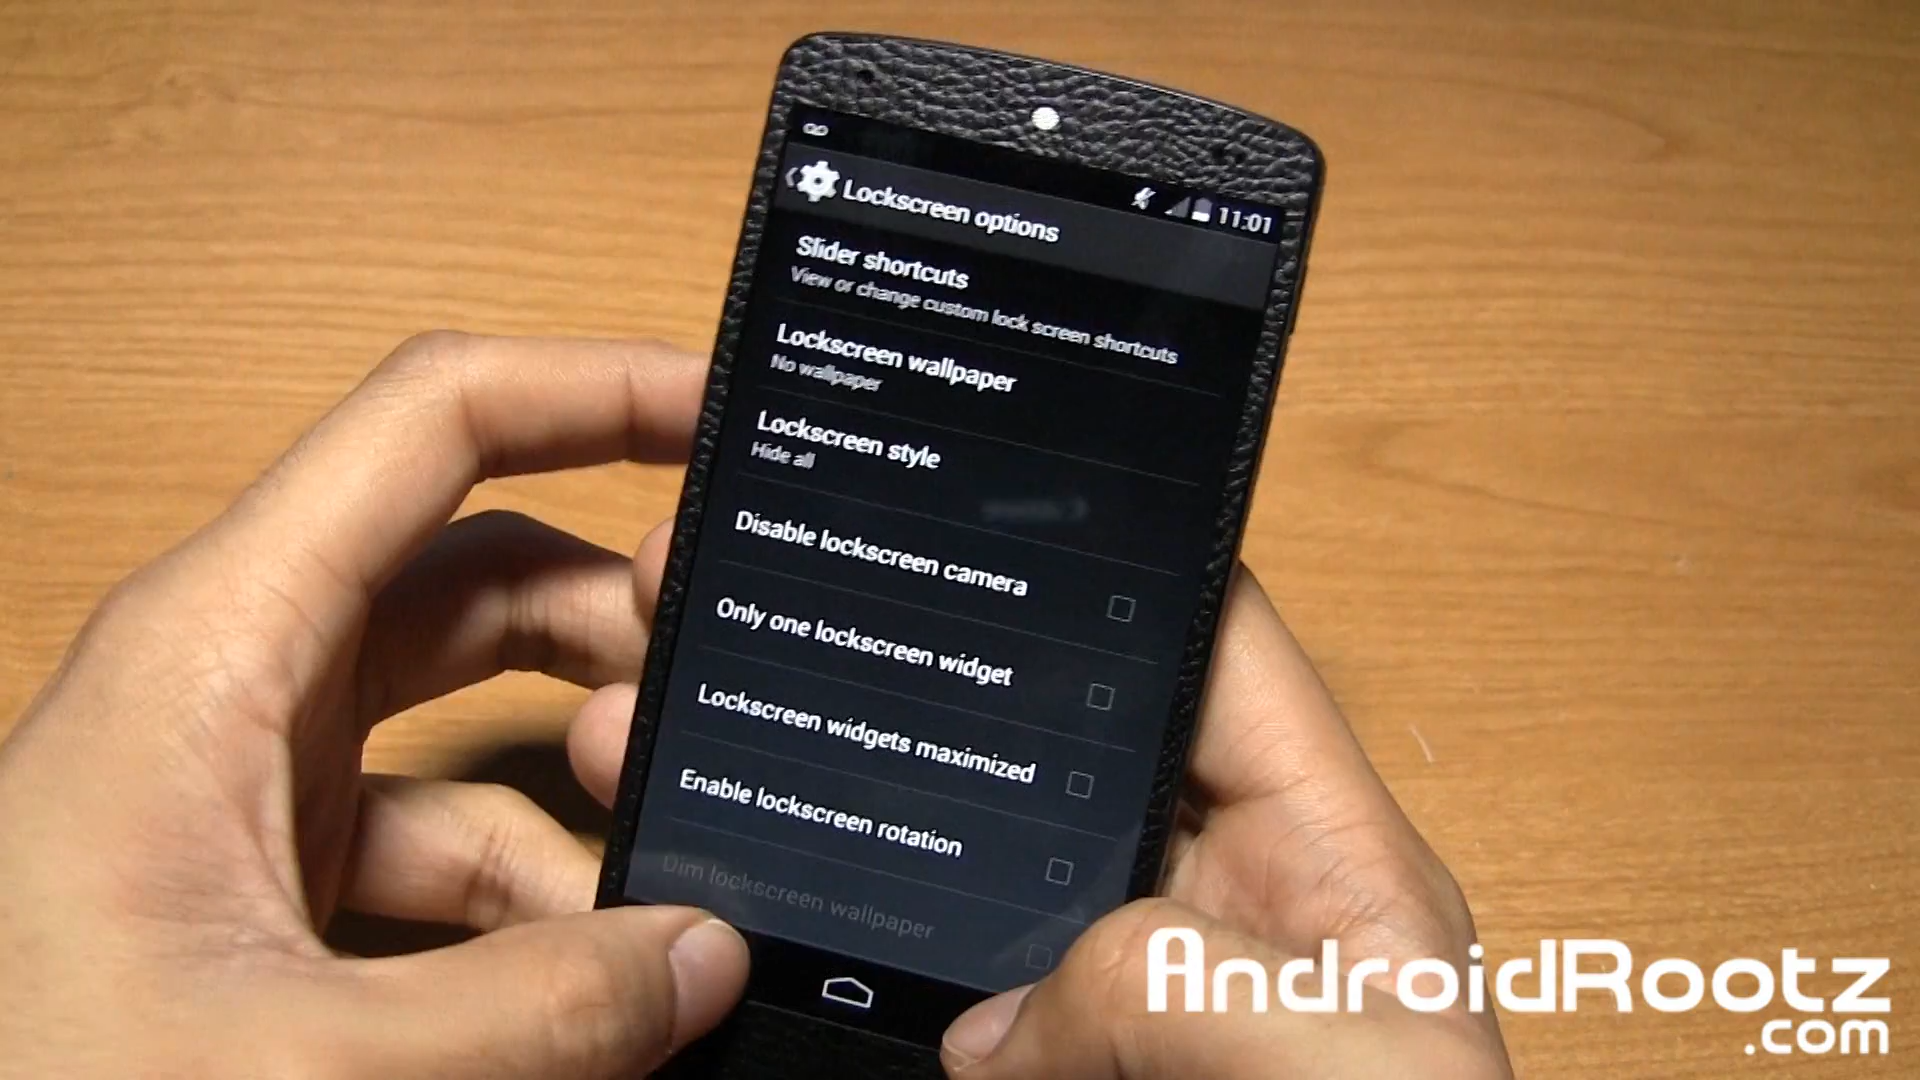 11:01
Lockscreen options
Slider shortcuts
View or change custom lock screen shortcuts
Lockscreen wallpaper
No wallpaper
Lockscreen style
Hide all
Disable lockscreen camera
Only one lockscreen widget
Lockscreen widgets maximized
Enable lockscreen rotation
Dim lockscreen wallpaper
AndroidRootz
.com